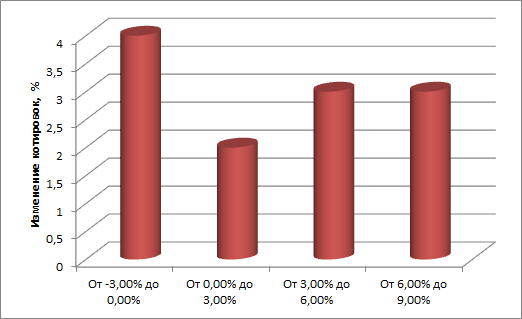 Изменение котировок, %
4
3,5
3
2,5
2
1,5
1
0,5
0
От -3,00% до
0,00%
От 0,00% до
3,00%
От 3,00% до
6,00%
От 6,00% до
9,00%